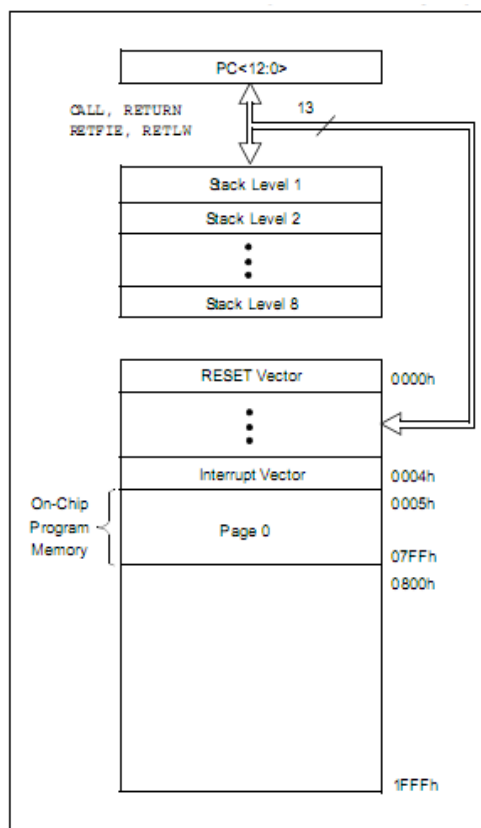 PC<12:0>
CALL, RETURN
RETFIE, RETLW
13
Stack Level 1
Stack Level 2
Stack Level 8
RESET Vector
0000h
Interrupt Vector
0004h
0005h
On-Chip
Program
Memory
Page 0
07FFh
0800h
1FFFh